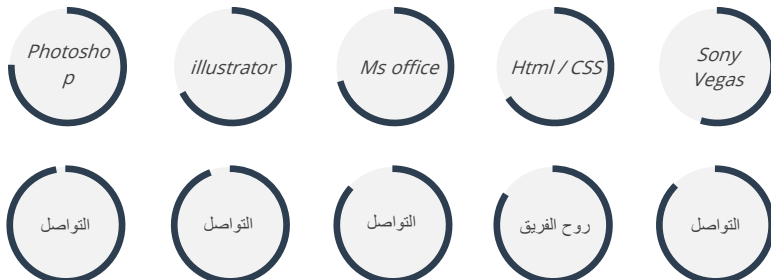 Photosho
p
illustrator
Ms office
Html / CSS
Sony
Vegas
التواصل
التواصل
التواصل
روح الفريق
التواصل